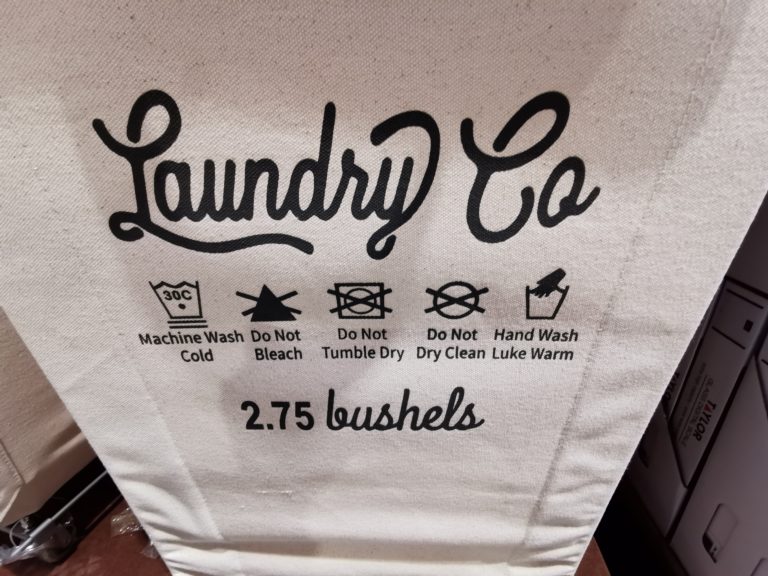 Laundry Co
30C
Machine Wash Cold
Do Not Bleach
Do Not Tumble Dry
Do Not Dry Clean
Hand Wash Luke Warm
2.75 bushels
TAYLOR